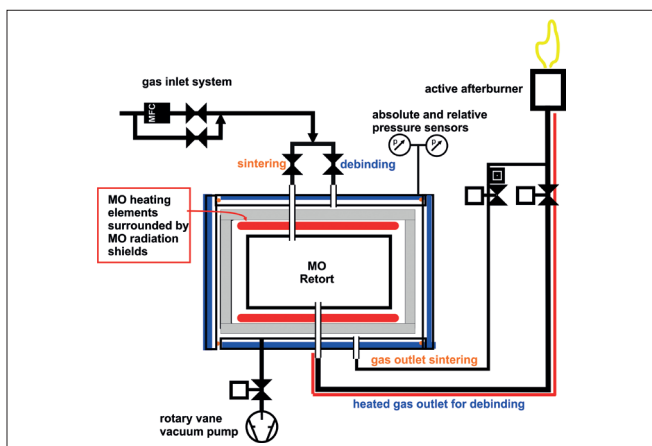 gas inlet system
MFC
active afterburner
absolute and relative
pressure sensors
P
P
sintering
debinding
MO heating
elements
surrounded by
MO radiation
shields
MO
Retort
gas outlet sintering
heated gas outlet for debinding
rotary vane
vacuum pump